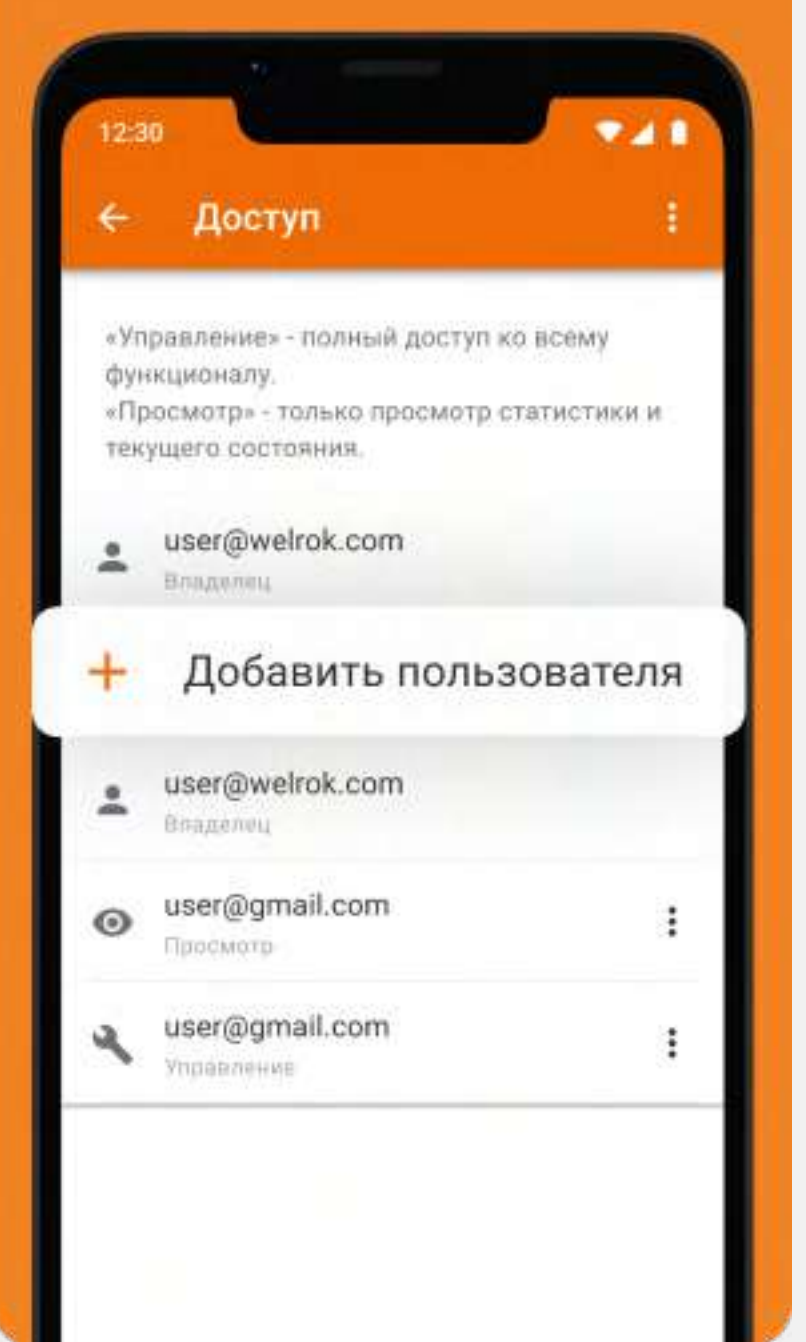 12:30
Доступ
«Управление» - полный доступ ко всему
функционалу.
«Просмотр» - только просмотр статистики и
текущего состояния.
user@welrok.com
Владелец
Добавить пользователя
user@welrok.com
Владелец
user@gmail.com
Просмотр
user@gmail.com
Управление